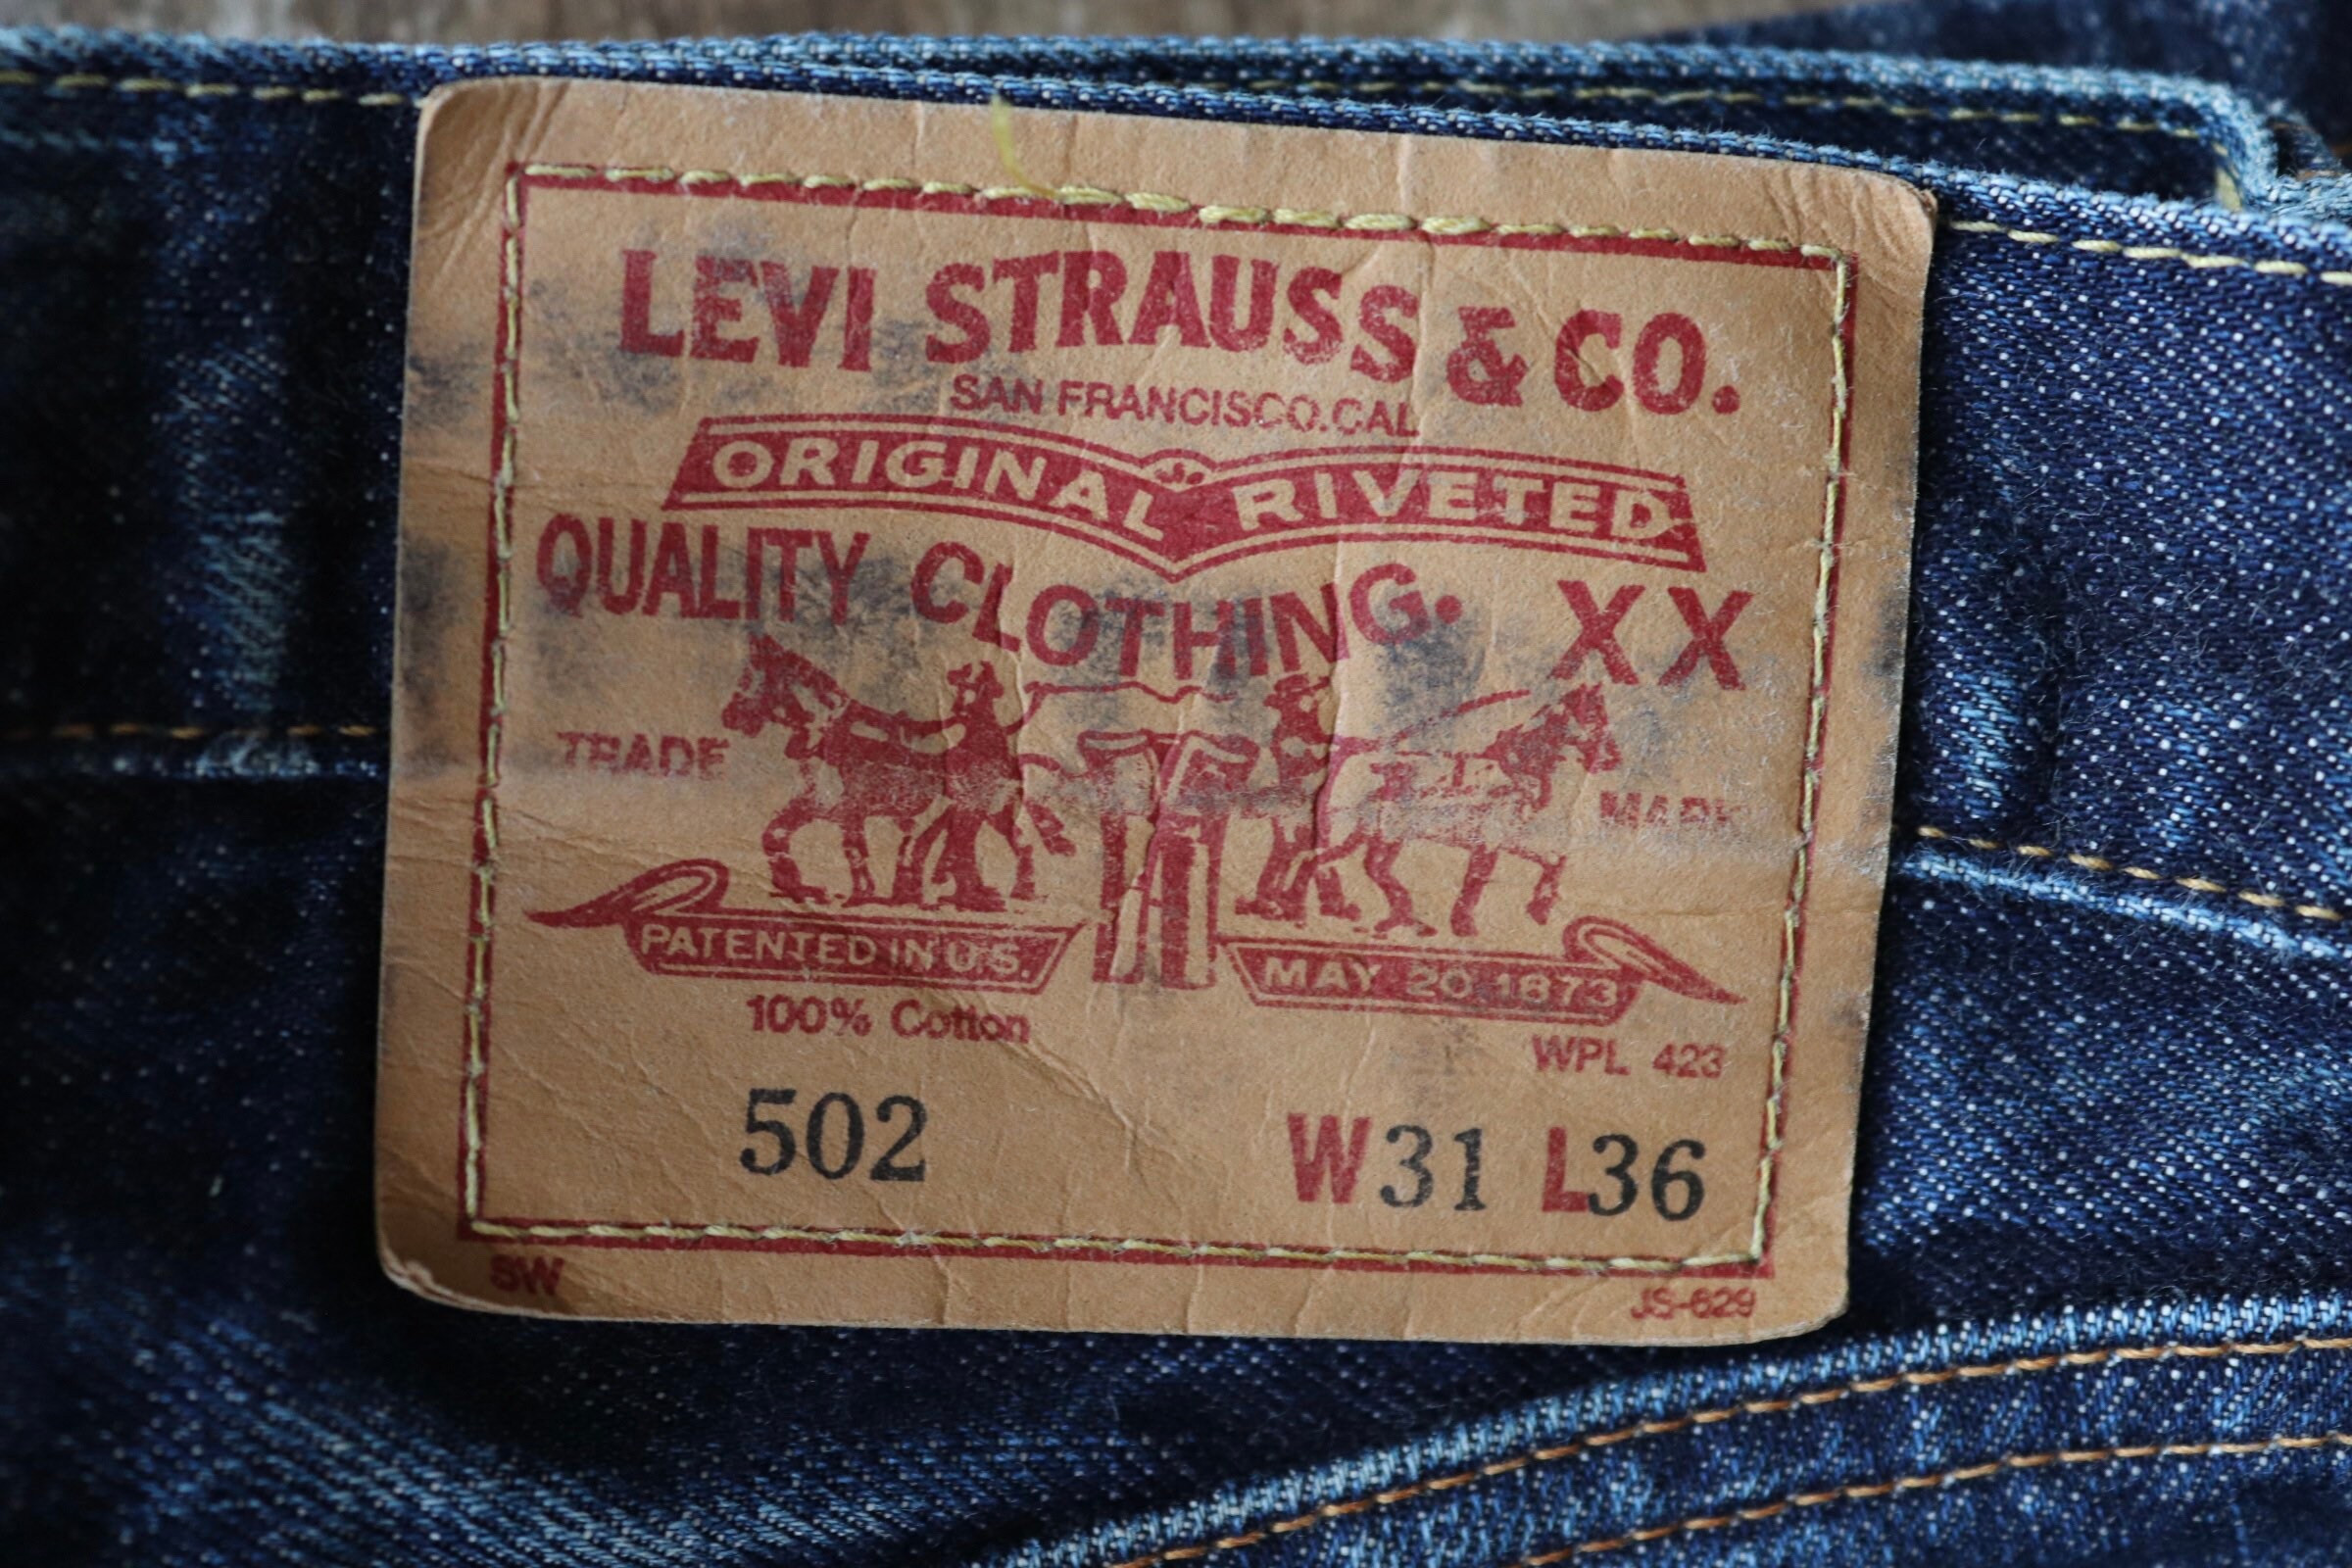 LEVI STRAUSS & CO.
SAN FRANCISCO.CAL
ORIGINAL RIVETED
QUALITY CLOTHING. XX
TRADE MARK
PATENTED IN U.S. MAY 20 1873
100% Cotton
WPL 423
502 W31 L36
SW JS-629